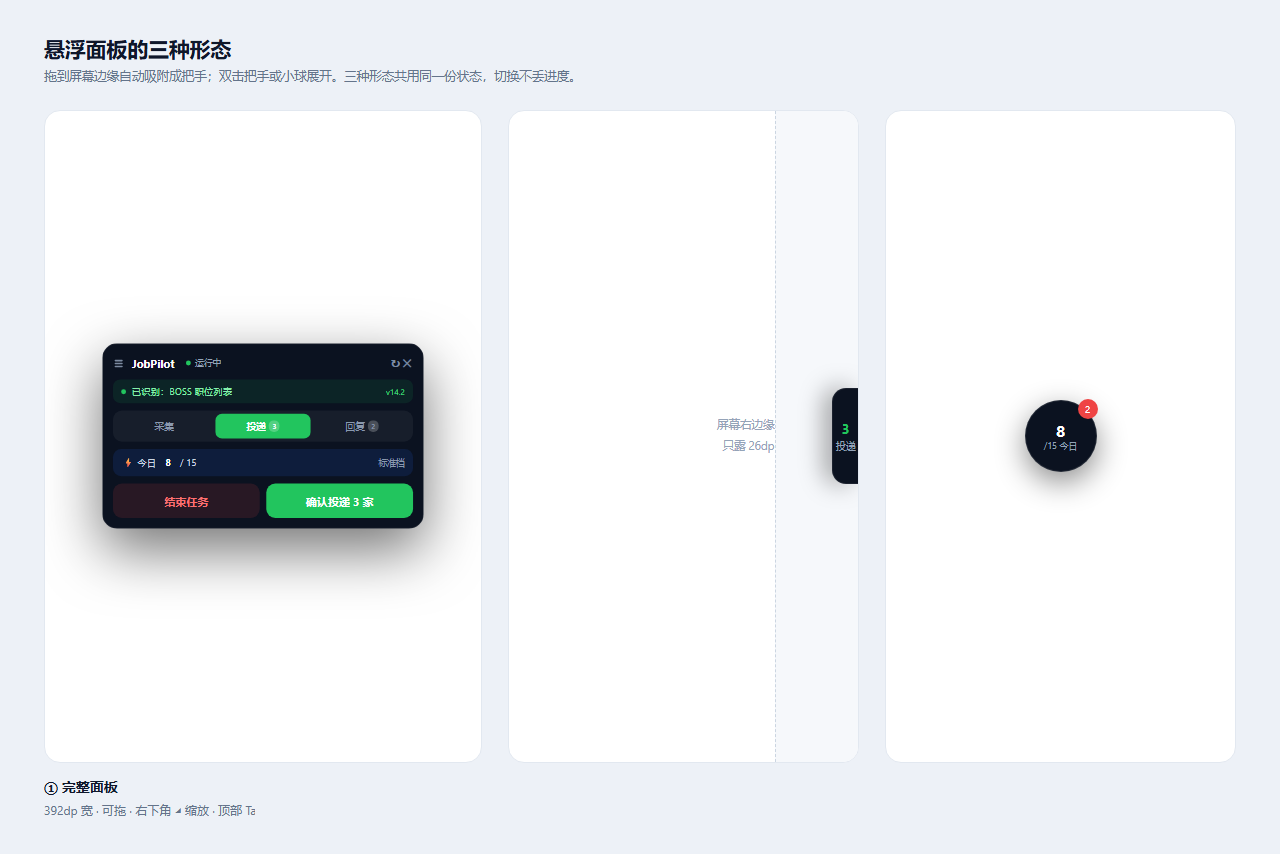 悬浮面板的三种形态
拖到屏幕边缘自动吸附成把手；双击把手或小球展开。三种形态共用同一份状态，切换不丢进度。
☰ JobPilot ● 运行中 ↻ ✕
● 已识别：BOSS 职位列表 v14.2
采集 投递 3 回复 2
⚡ 今日 8 / 15 标准档
结束任务 确认投递 3 家
屏幕右边缘
只露 26dp
3
投递
2
8
/15 今日
① 完整面板
392dp 宽 · 可拖 · 右下角 ◢ 缩放 · 顶部 Ta